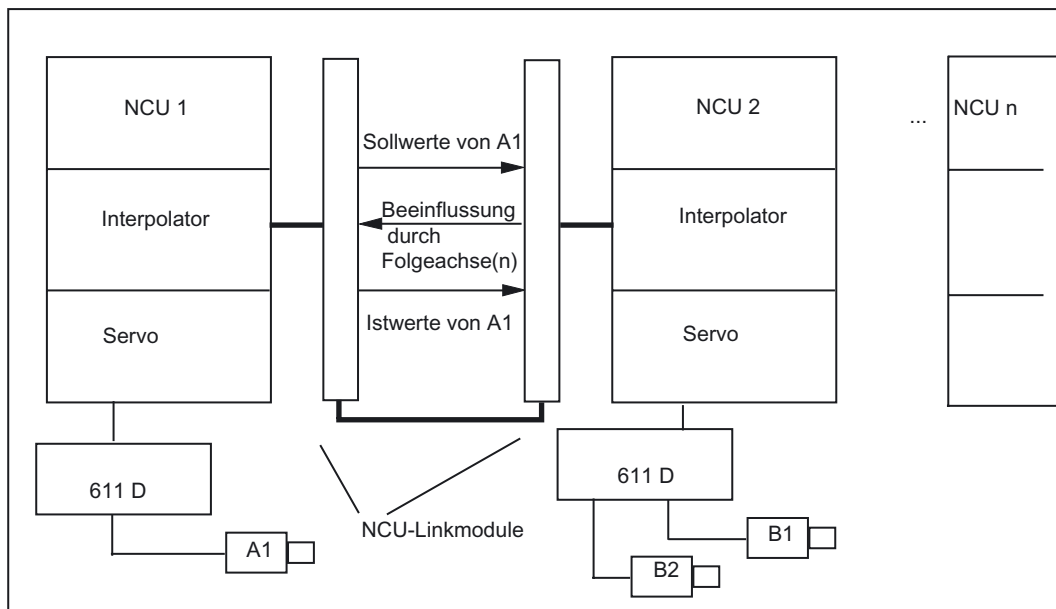 NCU 1
Interpolator
Servo
611 D
A1
Sollwerte von A1
Beeinflussung
durch
Folgeachse(n)
Istwerte von A1
NCU-Linkmodule
NCU 2
Interpolator
Servo
611 D
B1
B2
...
NCU n